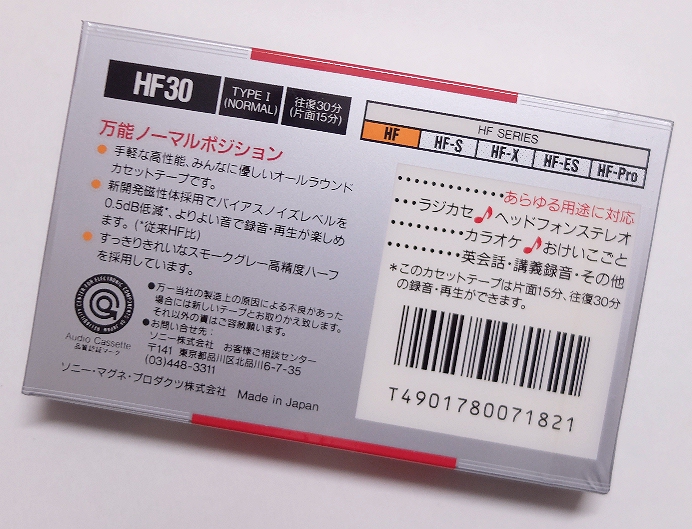 HF30
TYPE I
(NORMAL)
往復30分
(片面15分)
HF SERIES
HF
HF-S
HF-X
HF-ES
HF-Pro
万能ノーマルポジション
手軽な高性能、みんなに優しいオールラウンド
カセットテープです。
新開発磁性体採用でバイアスノイズレベルを
0.5dB低減*、よりよい音で録音・再生が楽しめ
ます。(*従来HF比)
すっきりきれいなスモークグレー高精度ハーフ
を採用しています。
Audio Cassette
品質認証マーク
●万一当社の製造上の原因による不良があった
場合には新しいテープとお取りかえ致します。
それ以外の責はご容赦願います。
●お問い合せ先:
ソニー株式会社 お客様ご相談センター
〒141 東京都品川区北品川6-7-35
(03)448-3311
ソニー・マグネ・プロダクツ株式会社 Made in Japan
あらゆる用途に対応
ラジカセ♪ヘッドフォンステレオ
カラオケ♪おけいこごと
英会話・講義録音・その他
*このカセットテープは片面15分、往復30分
の録音・再生ができます。
T4901780071821